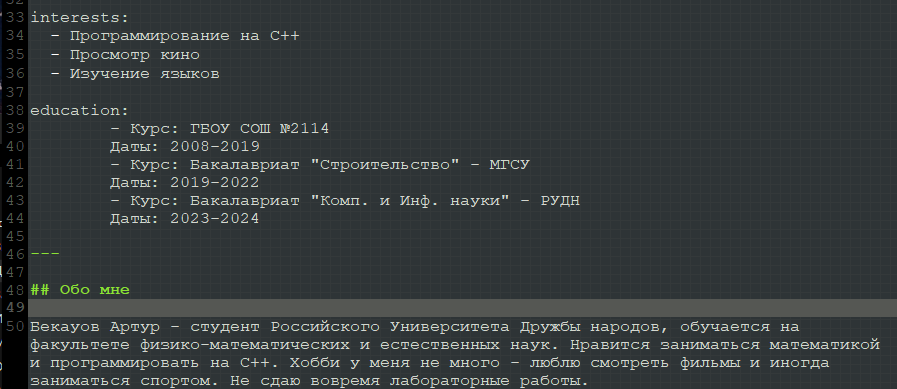 33 interests:
34 - Программирование на C++
35 - Просмотр кино
36 - Изучение языков
37
38 education:
39 - Курс: ГБОУ СОШ №2114
40 Даты: 2008-2019
41 - Курс: Бакалавриат "Строительство" - МГСУ
42 Даты: 2019-2022
43 - Курс: Бакалавриат "Комп. и Инф. науки" - РУДН
44 Даты: 2023-2024
45
46 ---
47
48 ## Обо мне
49
50 Бекауов Артур - студент Российского Университета Дружбы народов, обучается на
факультете физико-математических и естественных наук. Нравится заниматься математикой
и программировать на C++. Хобби у меня не много - люблю смотреть фильмы и иногда
заниматься спортом. Не сдаю вовремя лабораторные работы.